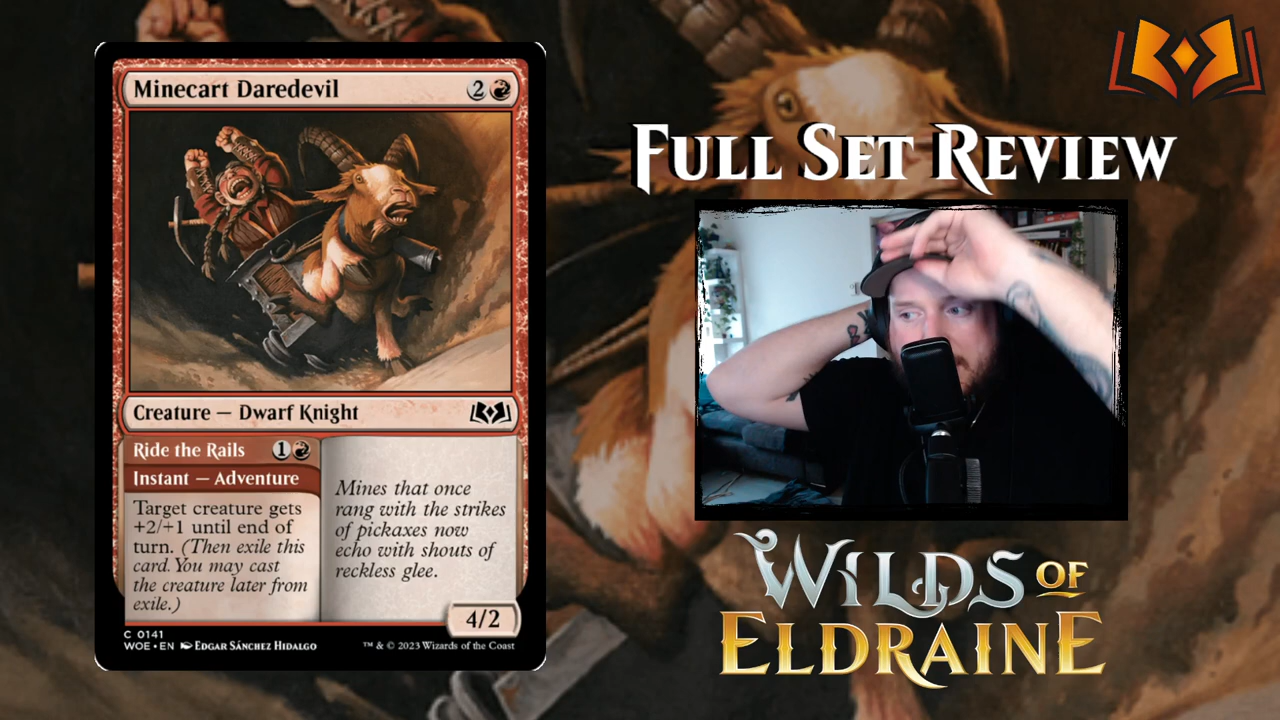 Minecart Daredevil 2
Creature — Dwarf Knight
Ride the Rails 1
Instant — Adventure
Target creature gets
+2/+1 until end of
turn. (Then exile this
card. You may cast
the creature later from
exile.)
Mines that once
rang with the strikes
of pickaxes now
echo with shouts of
reckless glee.
4/2
C 0141
WOE • EN Edgar Sánchez Hidalgo
™ & © 2023 Wizards of the Coast
Full Set Review
Wilds of
Eldraine